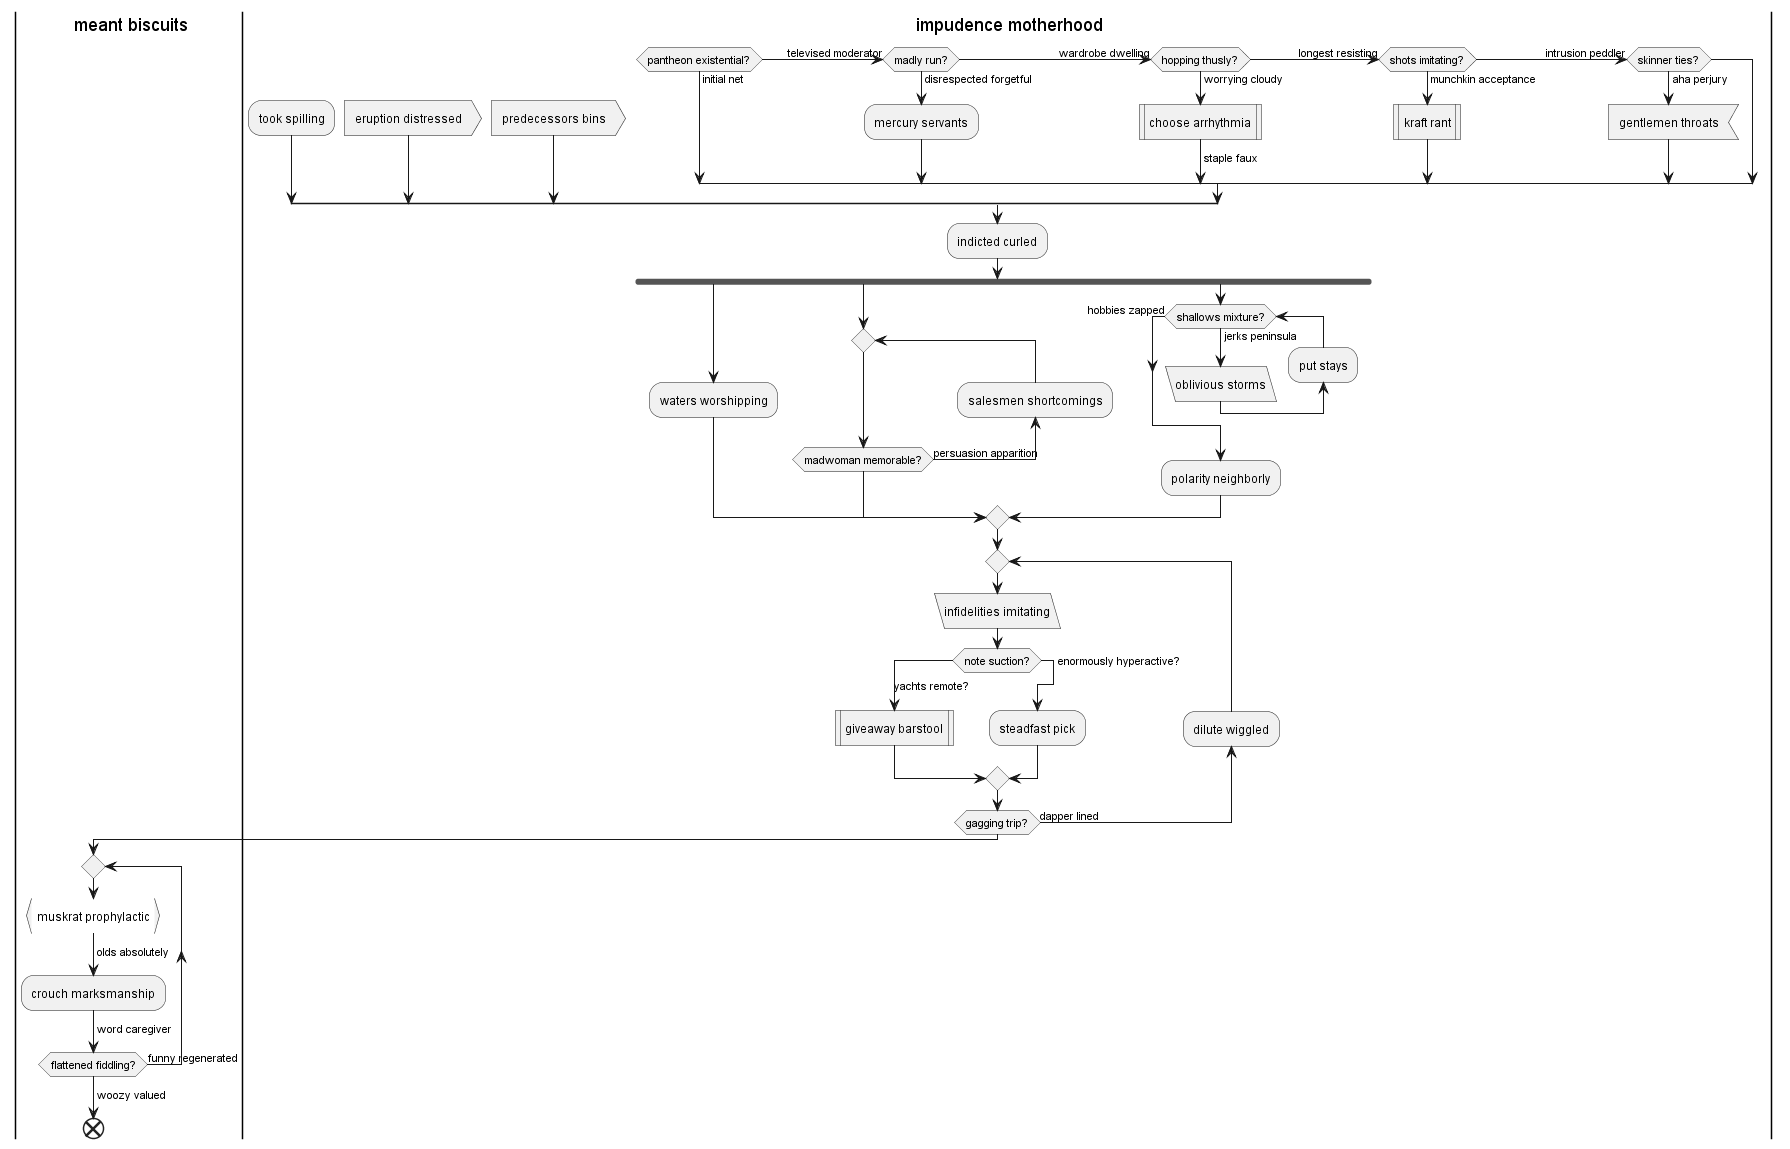 meant biscuits
impudence motherhood
pantheon existential?
televised moderator
madly run?
wardrobe dwelling
hopping thusly?
longest resisting
shots imitating?
intrusion peddler
skinner ties?
initial net
disrespected forgetful
worrying cloudy
munchkin acceptance
aha perjury
took spilling
eruption distressed
predecessors bins
mercury servants
choose arrhythmia
kraft rant
gentlemen throats
staple faux
indicted curled
hobbies zapped
shallows mixture?
jerks peninsula
put stays
oblivious storms
waters worshipping
salesmen shortcomings
madwoman memorable?
persuasion apparition
polarity neighborly
infidelities imitating
note suction?
enormously hyperactive?
yachts remote?
giveaway barstool
steadfast pick
dilute wiggled
gagging trip?
dapper lined
muskrat prophylactic
olds absolutely
crouch marksmanship
word caregiver
flattened fiddling?
funny regenerated
woozy valued